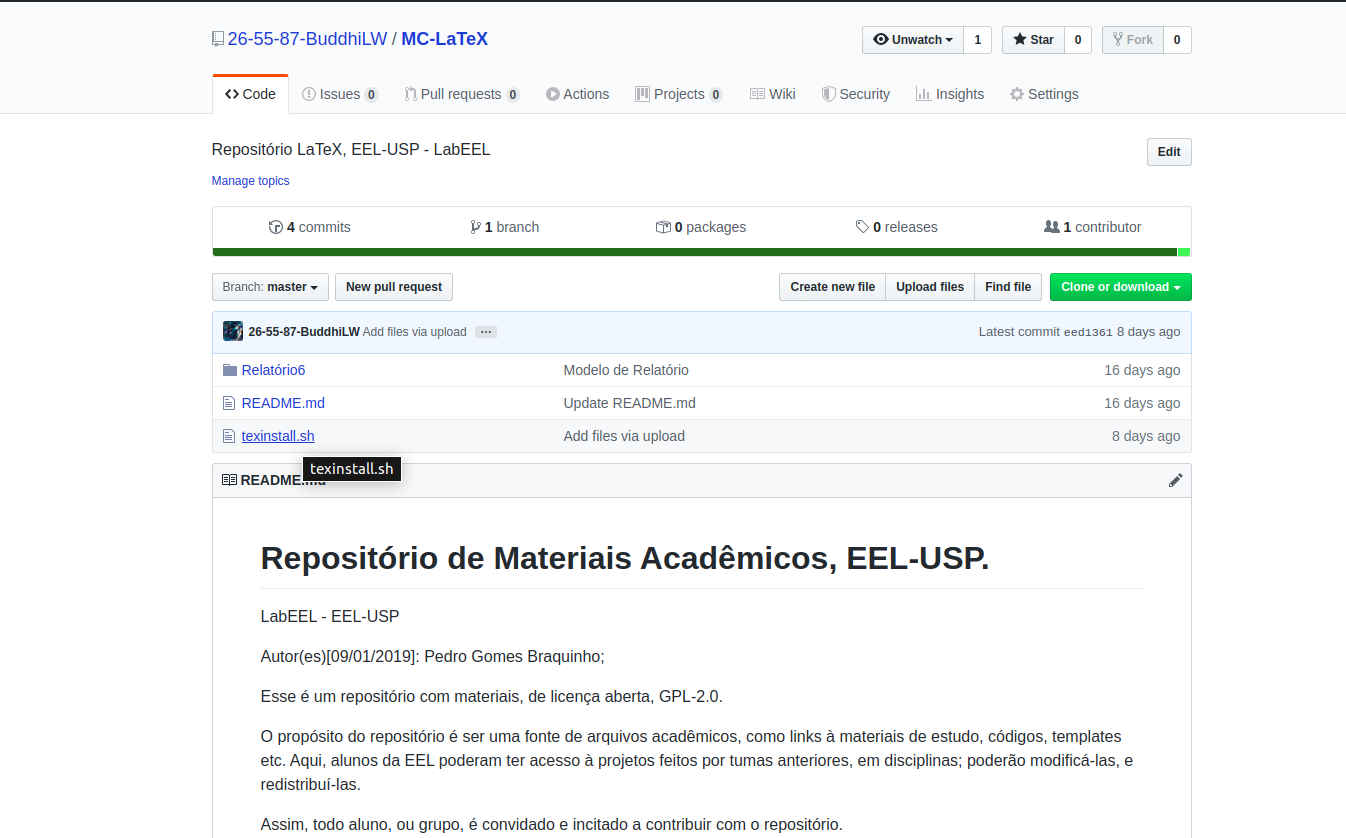 26-55-87-BuddhiLW / MC-LaTeX
Unwatch 1 Star 0 Fork 0
Code Issues 0 Pull requests 0 Actions Projects 0 Wiki Security Insights Settings
Repositório LaTeX, EEL-USP - LabEEL
Edit
Manage topics
4 commits 1 branch 0 packages 0 releases 1 contributor
Branch: master New pull request Create new file Upload files Find file Clone or download
26-55-87-BuddhiLW Add files via upload ... Latest commit eed1361 8 days ago
Relatório6 Modelo de Relatório 16 days ago
README.md Update README.md 16 days ago
texinstall.sh Add files via upload 8 days ago
texinstall.sh
README.md
Repositório de Materiais Acadêmicos, EEL-USP.
LabEEL - EEL-USP
Autor(es)[09/01/2019]: Pedro Gomes Braquinho;
Esse é um repositório com materiais, de licença aberta, GPL-2.0.
O propósito do repositório é ser uma fonte de arquivos acadêmicos, como links à materiais de estudo, códigos, templates
etc. Aqui, alunos da EEL poderam ter acesso à projetos feitos por tumas anteriores, em disciplinas; poderão modificá-las, e
redistribuí-las.
Assim, todo aluno, ou grupo, é convidado e incitado a contribuir com o repositório.